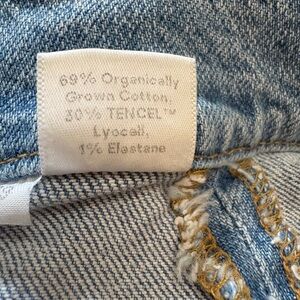 69% Organically
Grown Cotton,
30% TENCEL™
Lyocell,
1% Elastane